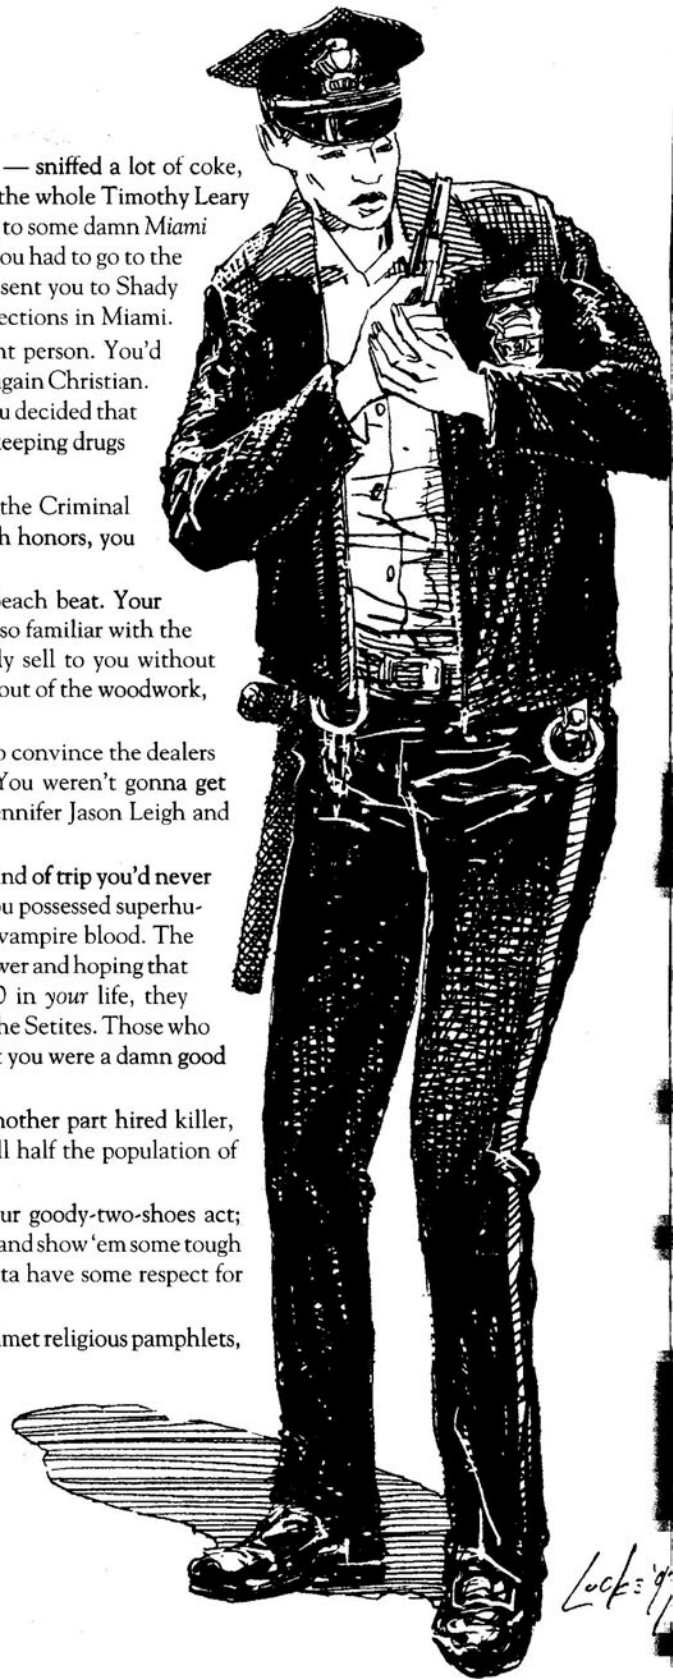 — sniffed a lot of coke,
the whole Timothy Leary
to some damn Miami
ou had to go to the
sent you to Shady
ections in Miami.
nt person. You'd
gain Christian.
u decided that
keeping drugs
the Criminal
h honors, you
each beat. Your
so familiar with the
ly sell to you without
out of the woodwork,
o convince the dealers
You weren't gonna get
ennifer Jason Leigh and
nd of trip you'd never
ou possessed superhu-
vampire blood. The
wer and hoping that
in your life, they
he Setites. Those who
t you were a damn good
nother part hired killer,
ll half the population of
ur goody-two-shoes act;
and show 'em some tough
ta have some respect for
met religious pamphlets,
Locke '9